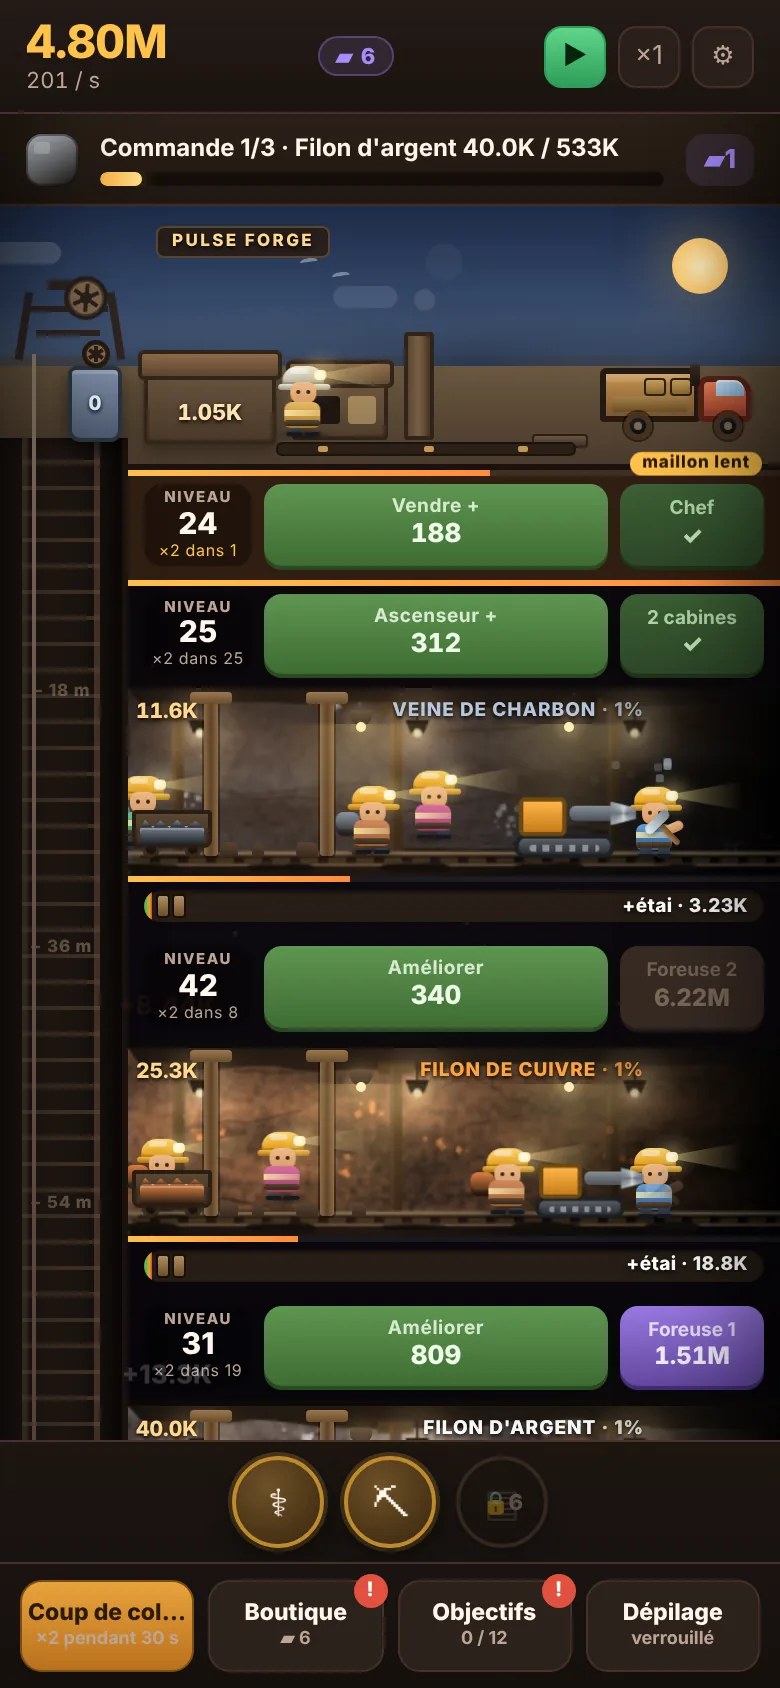 4.80M
201 / s
6
×1
Commande 1/3 · Filon d'argent 40.0K / 533K
1
PULSE FORGE
0
1.05K
maillon lent
NIVEAU
24
×2 dans 1
Vendre +
188
Chef
NIVEAU
25
×2 dans 25
Ascenseur +
312
2 cabines
- 18 m
11.6K
VEINE DE CHARBON · 1%
+étai · 3.23K
- 36 m
NIVEAU
42
×2 dans 8
Améliorer
340
Foreuse 2
6.22M
25.3K
FILON DE CUIVRE · 1%
- 54 m
+étai · 18.8K
NIVEAU
31
×2 dans 19
Améliorer
809
Foreuse 1
1.51M
40.0K
FILON D'ARGENT · 1%
6
Coup de col...
×2 pendant 30 s
Boutique
6
!
Objectifs
0 / 12
!
Dépilage
verrouillé